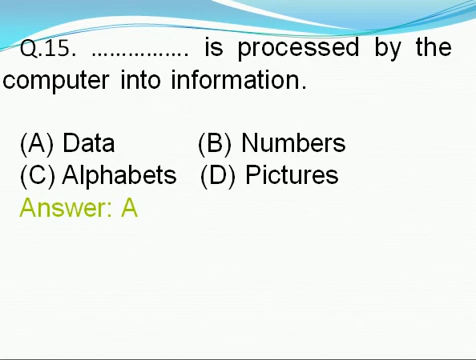 Q.15. ................ is processed by the
computer into information.
(A) Data (B) Numbers
(C) Alphabets (D) Pictures
Answer: A